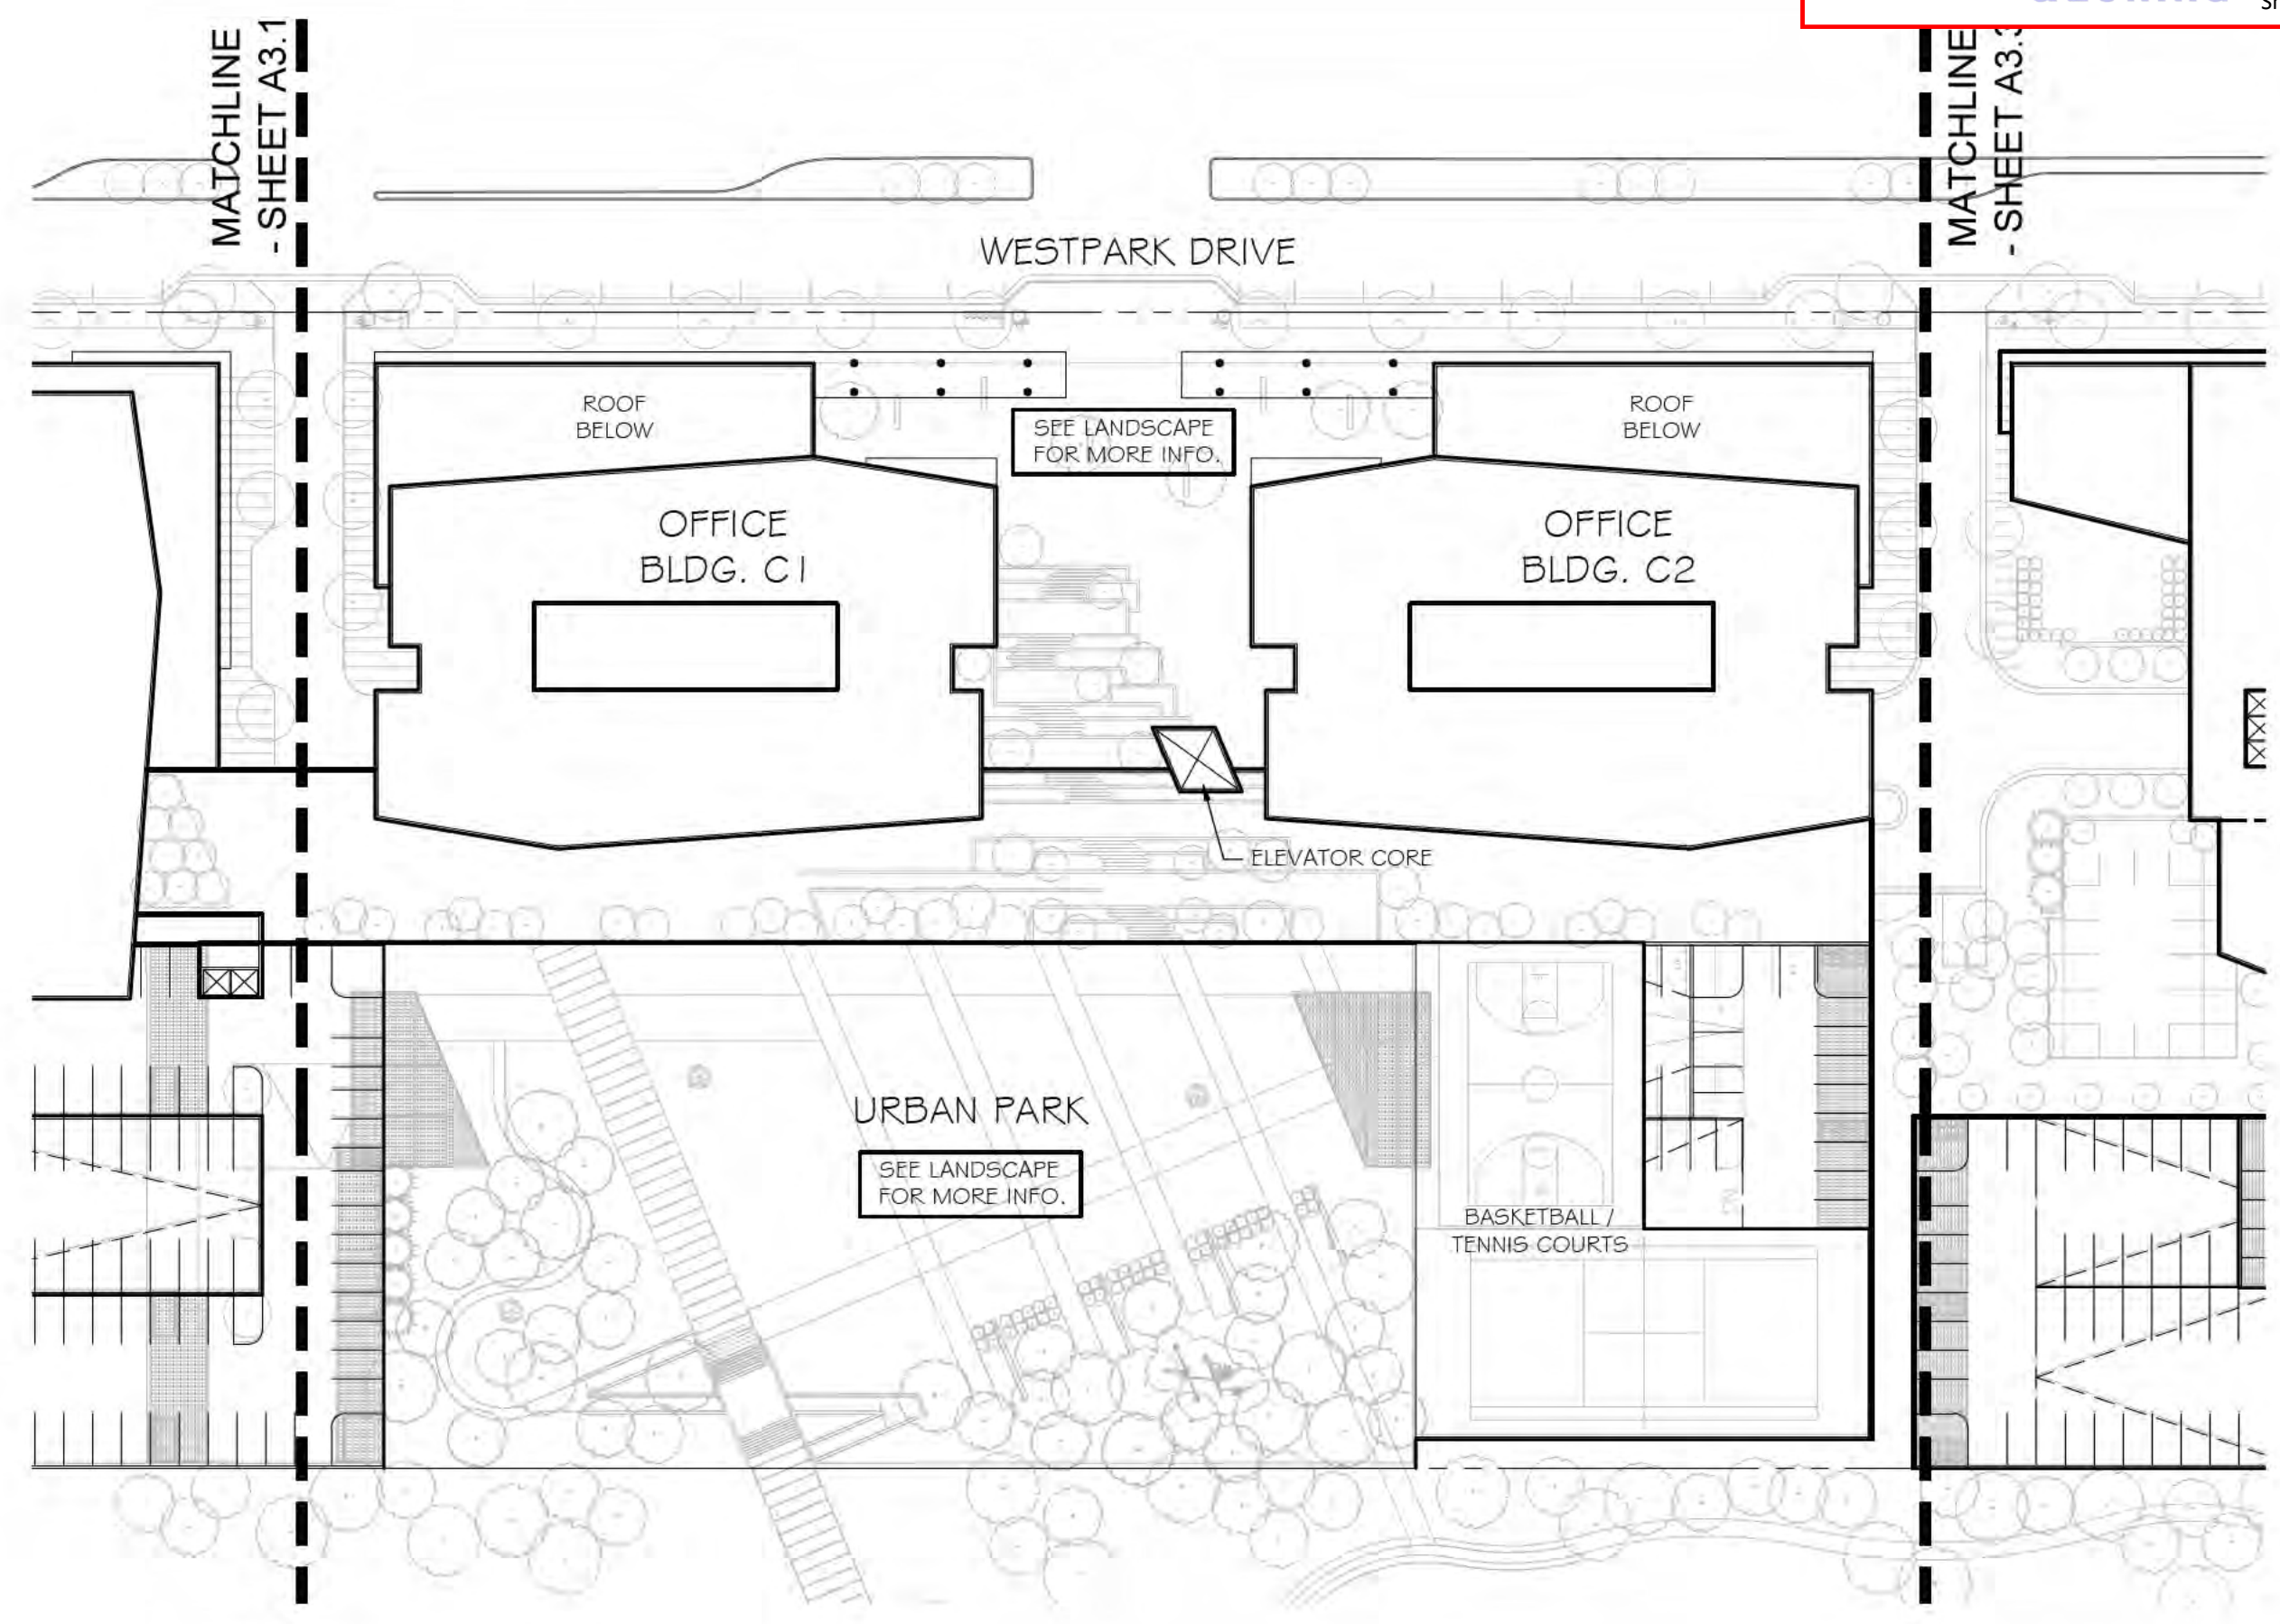 MATCHLINE
- SHEET A3.1
MATCHLINE
WESTPARK DRIVE
ROOF
BELOW
ROOF
BELOW
SEE LANDSCAPE
FOR MORE INFO.
OFFICE
BLDG. C1
OFFICE
BLDG. C2
ELEVATOR CORE
URBAN PARK
SEE LANDSCAPE
FOR MORE INFO.
BASKETBALL /
TENNIS COURTS
- SHEET